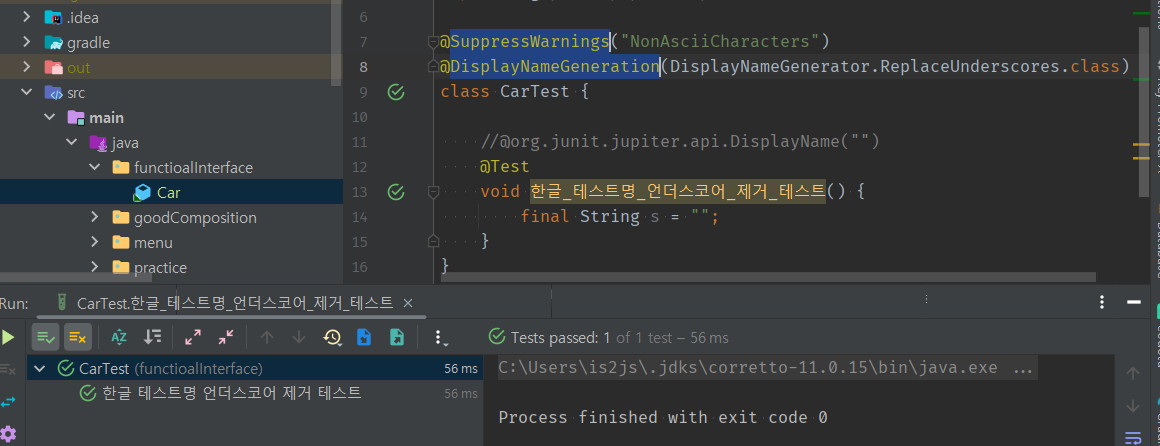 .idea
gradle
out
src
main
java
functioalInterface
Car
goodComposition
menu
practice
6
7 @SuppressWarnings("NonAsciiCharacters")
8 @DisplayNameGeneration(DisplayNameGenerator.ReplaceUnderscores.class)
9 class CarTest {
10
11 //@org.junit.jupiter.api.DisplayName("")
12 @Test
13 void 한글_테스트명_언더스코어_제거_테스트() {
14 final String s = "";
15 }
16 }
Run: CarTest.한글_테스트명_언더스코어_제거_테스트
Tests passed: 1 of 1 test – 56 ms
CarTest (functioalInterface) 56 ms
한글 테스트명 언더스코어 제거 테스트 56 ms
C:\Users\is2js\.jdks\corretto-11.0.15\bin\java.exe ...
Process finished with exit code 0